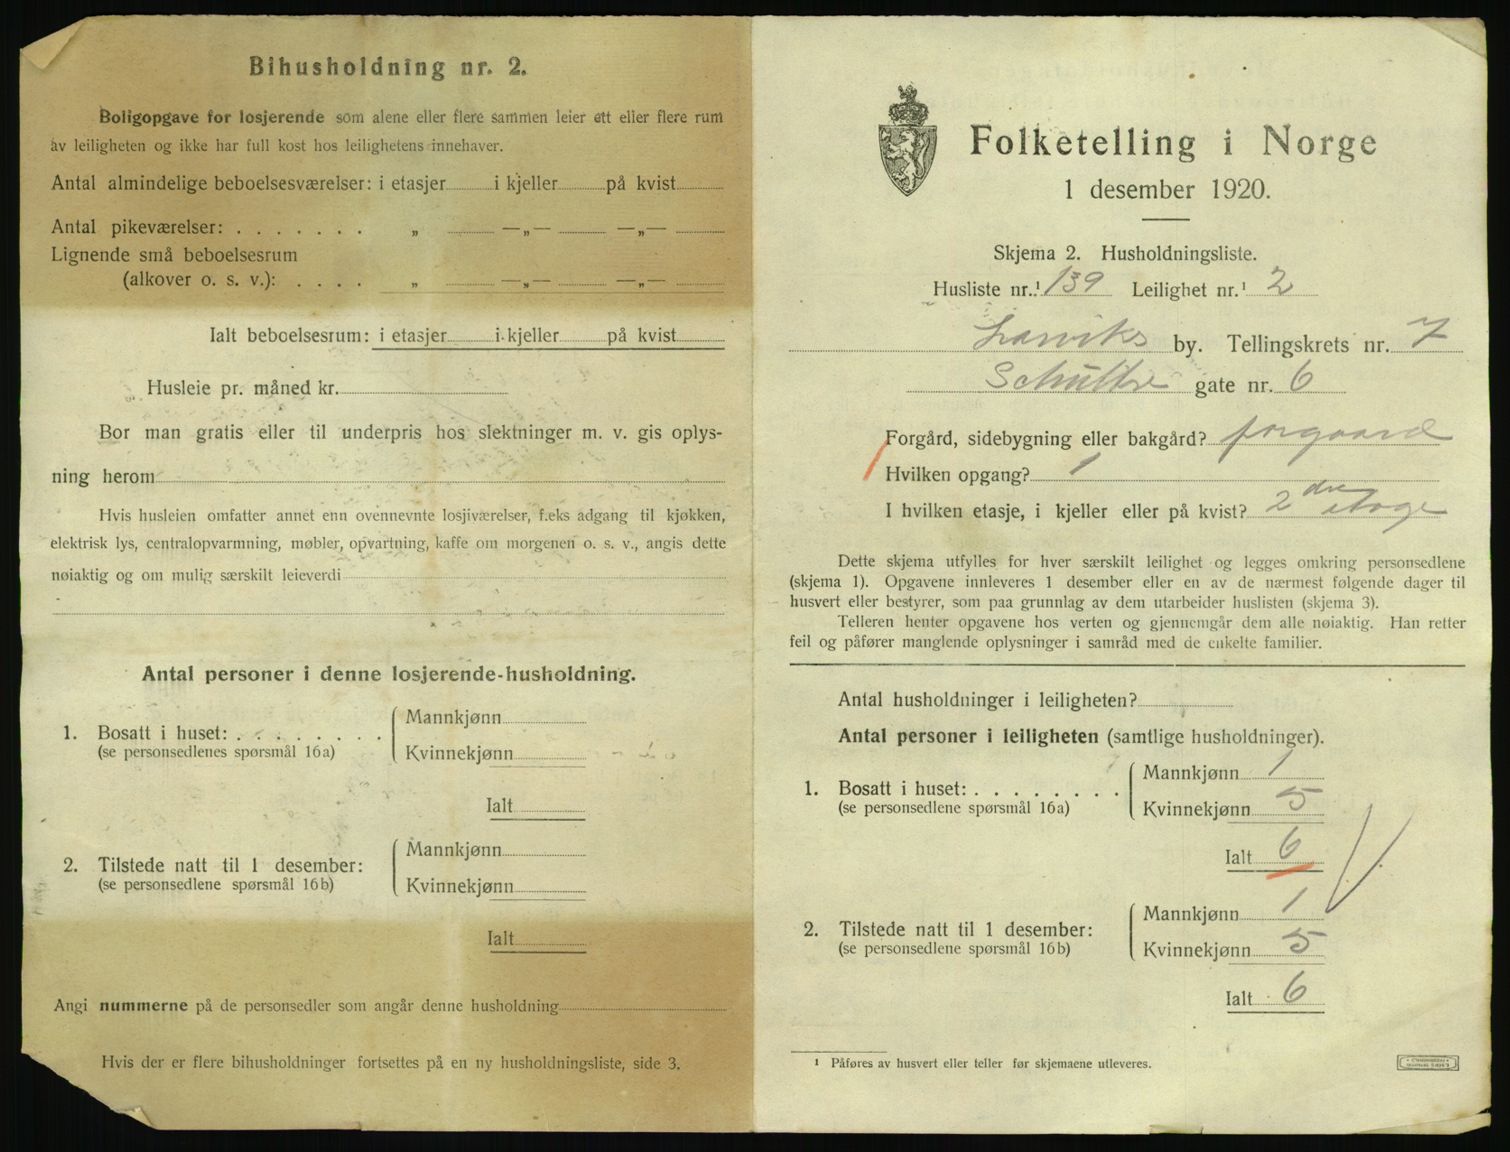 Bihusholdning nr. 2.
Boligopgave for losjerende som alene eller flere sammen leier ett eller flere rum
av leiligheten og ikke har full kost hos leilighetens innehaver.
Antal almindelige beboelsesværelser: i etasjer i kjeller på kvist
Antal pikeværelser: . . . . . . . „ —„— —„—
Lignende små beboelsesrum
(alkover o. s. v.): . . . . „ —„— —„—
Ialt beboelsesrum: i etasjer i kjeller på kvist
Husleie pr. måned kr.
Bor man gratis eller til underpris hos slektninger m. v. gis oplys-
ning herom
Hvis husleien omfatter annet enn ovennevnte losjiværelser, f.eks adgang til kjøkken,
elektrisk lys, centralopvarmning, møbler, opvartning, kaffe om morgenen o. s. v., angis dette
nøiaktig og om mulig særskilt leieverdi
Antal personer i denne losjerende-husholdning.
1. Bosatt i huset: . . . . . . . .
(se personsedlenes spørsmål 16a)
Mannkjønn
Kvinnekjønn
Ialt
2. Tilstede natt til 1 desember:
(se personsedlene spørsmål 16b)
Mannkjønn
Kvinnekjønn
Ialt
Angi nummerne på de personsedler som angår denne husholdning
Hvis der er flere bihusholdninger fortsettes på en ny husholdningsliste, side 3.
Folketelling i Norge
1 desember 1920.
Skjema 2. Husholdningsliste.
Husliste nr.¹ 139 Leilighet nr.¹ 2
Larviks by. Tellingskrets nr. 7
Schultze gate nr. 6
Forgård, sidebygning eller bakgård? forgaard
Hvilken opgang? 1
I hvilken etasje, i kjeller eller på kvist? 2dre etage
Dette skjema utfylles for hver særskilt leilighet og legges omkring personsedlene
(skjema 1). Opgavene innleveres 1 desember eller en av de nærmest følgende dager til
husvert eller bestyrer, som paa grunnlag av dem utarbeider huslisten (skjema 3).
Telleren henter opgavene hos verten og gjennemgår dem alle nøiaktig. Han retter
feil og påfører manglende oplysninger i samråd med de enkelte familier.
Antal husholdninger i leiligheten?
Antal personer i leiligheten (samtlige husholdninger).
1. Bosatt i huset: . . . . . . . .
(se personsedlene spørsmål 16a)
Mannkjønn 1
Kvinnekjønn 5
Ialt 6
2. Tilstede natt til 1 desember:
(se personsedlene spørsmål 16b)
Mannkjønn 1
Kvinnekjønn 5
Ialt 6
¹ Påføres av husvert eller teller før skjemaene utleveres.